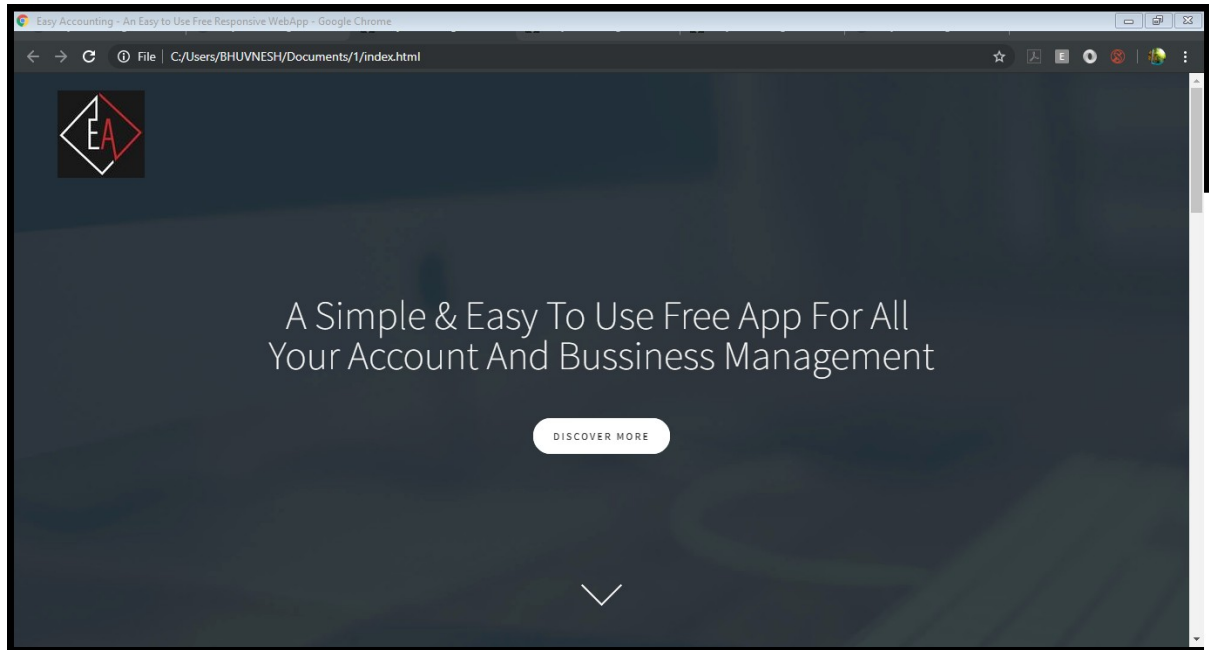 Easy Accounting - An Easy to Use Free Responsive WebApp - Google Chrome
File | C:/Users/BHUVNESH/Documents/1/index.html
E
EA
A Simple & Easy To Use Free App For All
Your Account And Bussiness Management
DISCOVER MORE